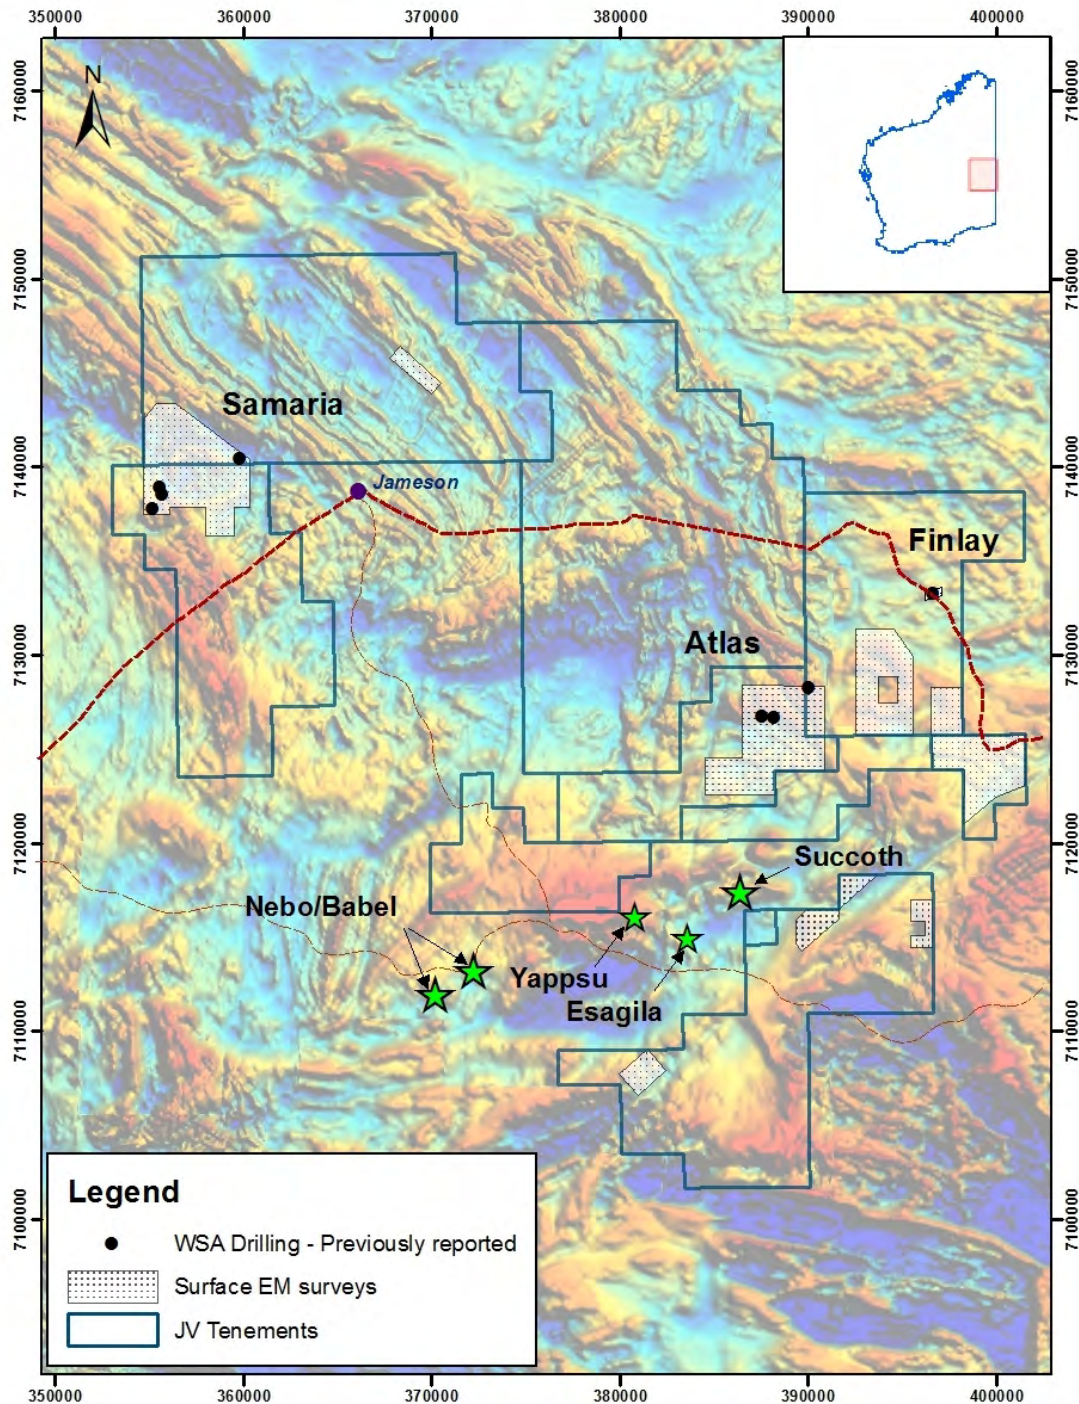 350000 360000 370000 380000 390000 400000
N
7160000 7160000
7150000 7150000
Samaria
7140000 7140000
Jameson
Finlay
Atlas
7130000 7130000
7120000 7120000
Succoth
Nebo/Babel
Yappsu
Esagila
7110000 7110000
7100000 7100000
Legend
WSA Drilling - Previously reported
Surface EM surveys
JV Tenements
350000 360000 370000 380000 390000 400000